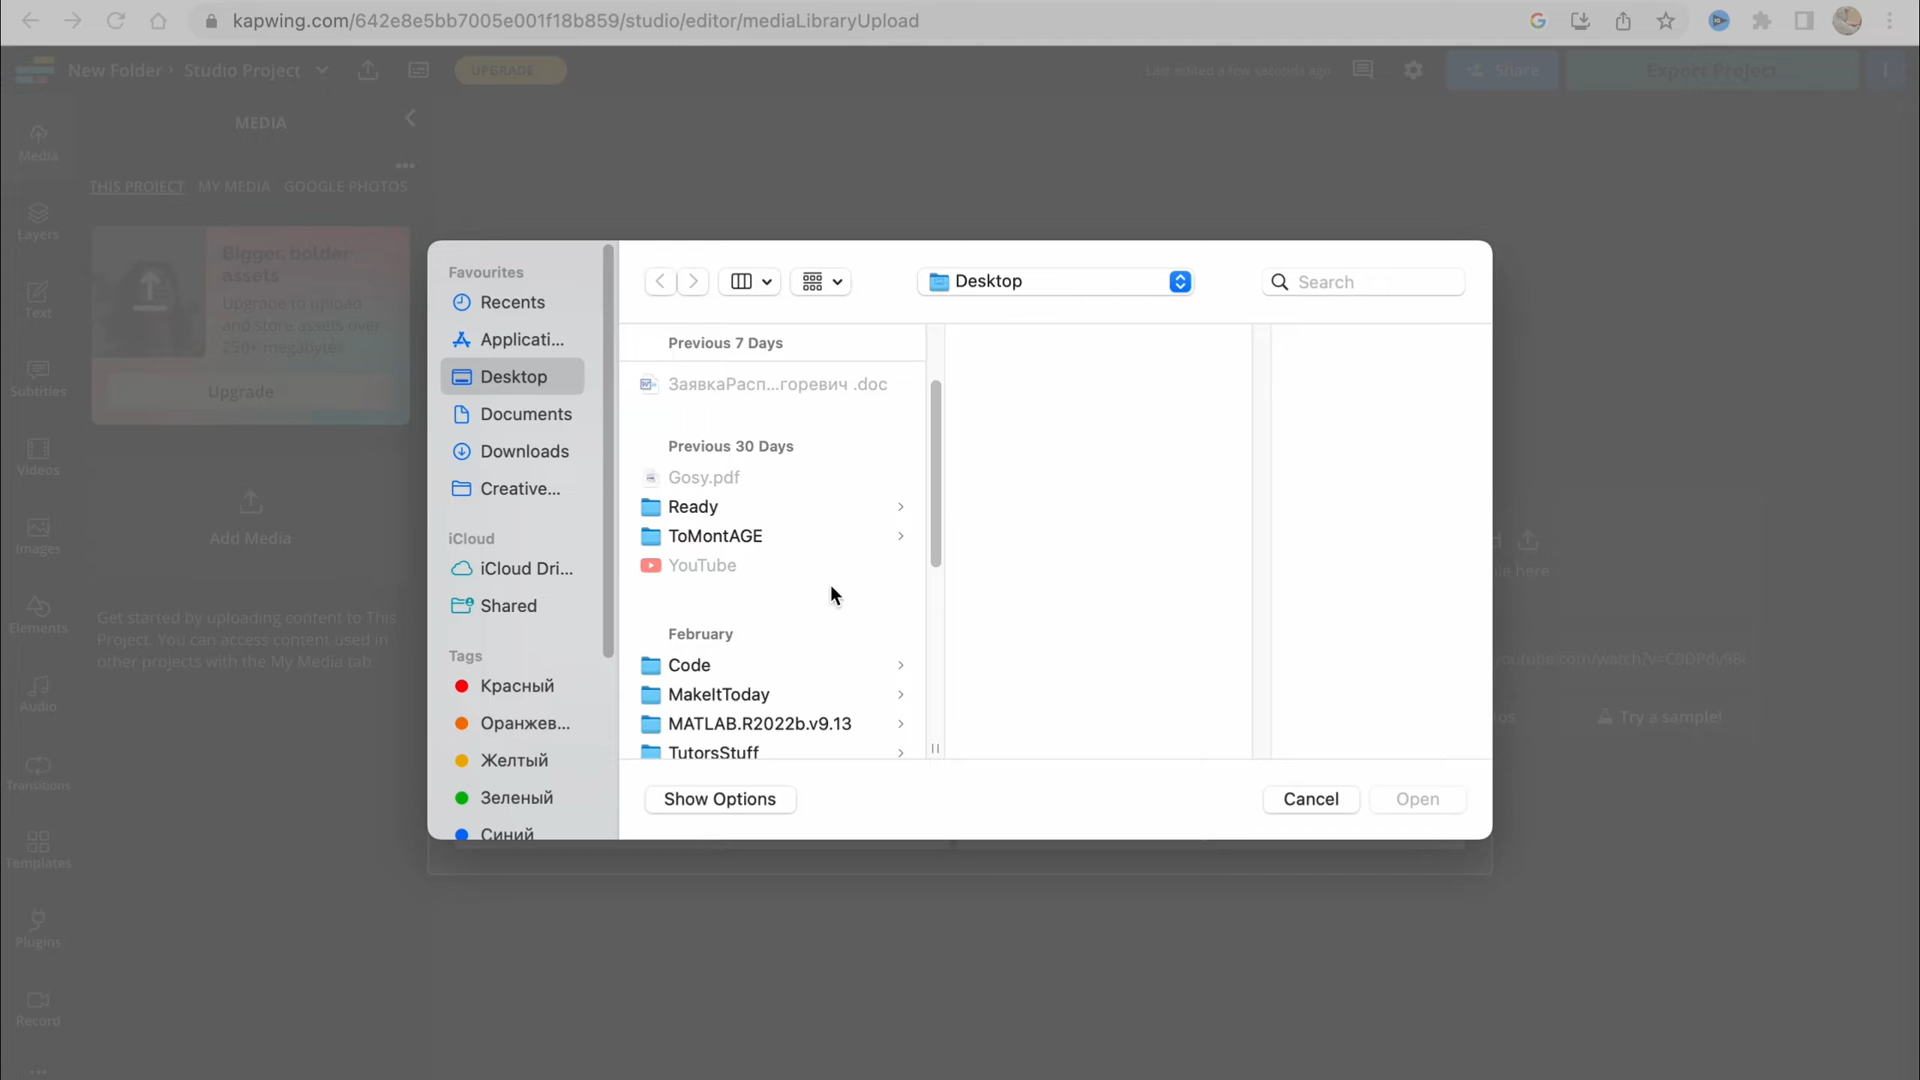 kapwing.com/642e8e5bb7005e001f18b859/studio/editor/mediaLibraryUpload
New Folder › Studio Project
UPGRADE
Last edited a few seconds ago
Share
Export Project
MEDIA
THIS PROJECT
MY MEDIA
GOOGLE PHOTOS
Media
Layers
Text
Subtitles
Videos
Images
Elements
Audio
Transitions
Templates
Plugins
Record
Bigger, bolder
assets
Upgrade to upload
and store assets over
250+ megabytes
Upgrade
Add Media
Get started by uploading content to This
Project. You can access content used in
other projects with the My Media tab
Favourites
Recents
Applicati...
Desktop
Documents
Downloads
Creative...
iCloud
iCloud Dri...
Shared
Tags
Красный
Оранжев...
Желтый
Зеленый
Синий
Desktop
Search
Previous 7 Days
ЗаявкаРасп...горевич .doc
Previous 30 Days
Gosy.pdf
Ready
ToMontAGE
YouTube
February
Code
MakeItToday
MATLAB.R2022b.v9.13
TutorsStuff
Show Options
Cancel
Open
here
Try a sample!